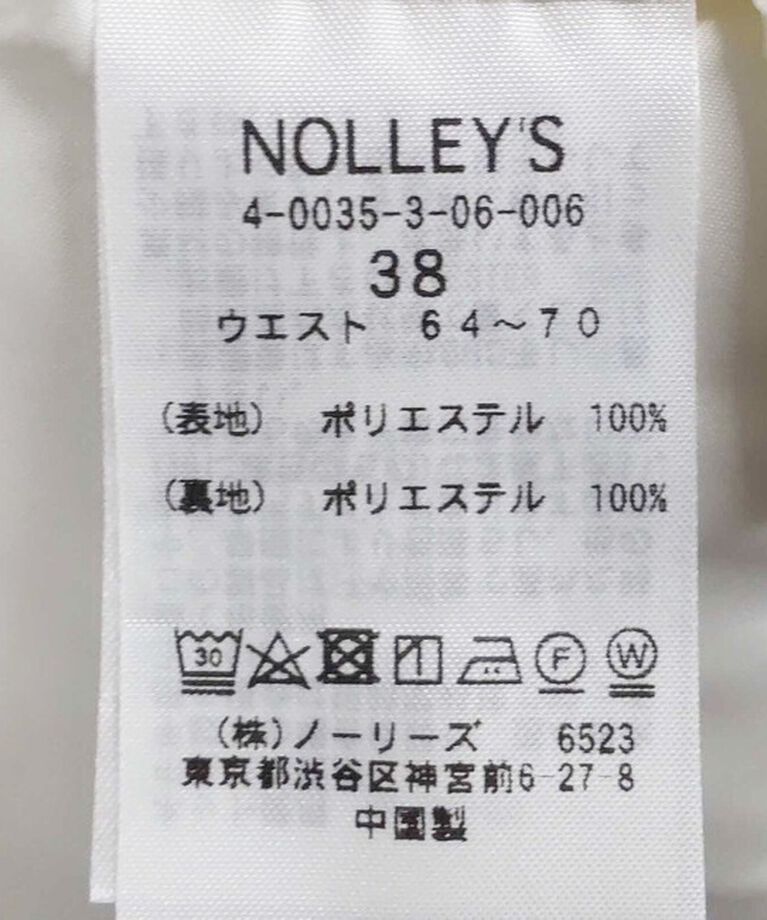 NOLLEY'S
4-0035-3-06-006
38
ウエスト 64~70
(表地) ポリエステル 100%
(裏地) ポリエステル 100%
30 F W
(株)ノーリーズ 6523
東京都渋谷区神宮前6-27-8
中国製